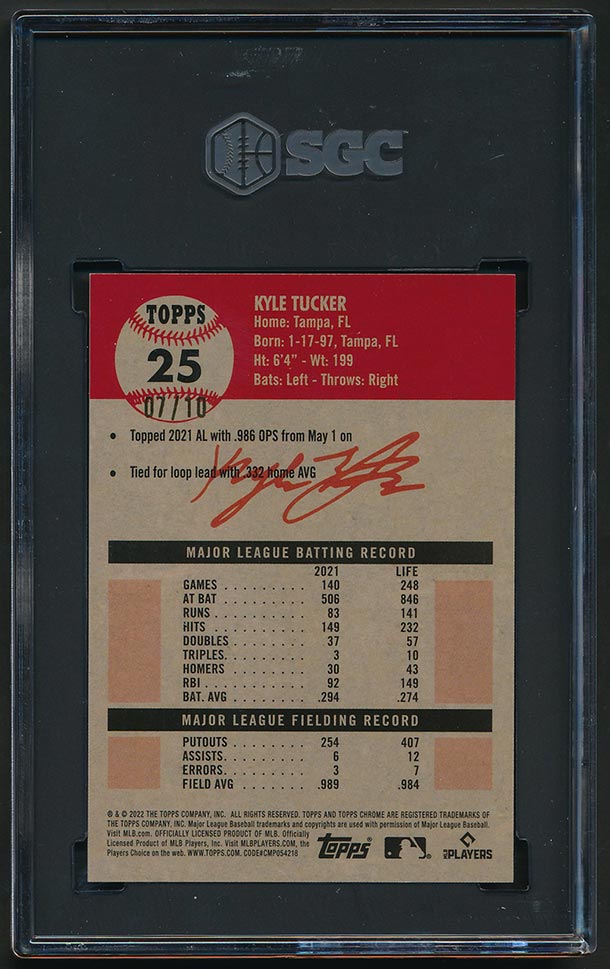 SGC
TOPPS
25
07/10
KYLE TUCKER
Home: Tampa, FL
Born: 1-17-97, Tampa, FL
Ht: 6'4" - Wt: 199
Bats: Left - Throws: Right
• Topped 2021 AL with .986 OPS from May 1 on
• Tied for loop lead with .332 home AVG
MAJOR LEAGUE BATTING RECORD
2021 LIFE
GAMES . . . . . . . . . 140 248
AT BAT . . . . . . . . . 506 846
RUNS . . . . . . . . . 83 141
HITS . . . . . . . . . 149 232
DOUBLES . . . . . . . . 37 57
TRIPLES. . . . . . . . . 3 10
HOMERS . . . . . . . . 30 43
RBI . . . . . . . . . 92 149
BAT. AVG . . . . . . . . .294 .274
MAJOR LEAGUE FIELDING RECORD
PUTOUTS . . . . . . . . 254 407
ASSISTS. . . . . . . . . 6 12
ERRORS. . . . . . . . . 3 7
FIELD AVG . . . . . . . .989 .984
® & © 2022 THE TOPPS COMPANY, INC. ALL RIGHTS RESERVED. TOPPS AND TOPPS CHROME ARE REGISTERED TRADEMARKS OF
THE TOPPS COMPANY, INC. Major League Baseball trademarks and copyrights are used with permission of Major League Baseball.
Visit MLB.com. OFFICIALLY LICENSED PRODUCT OF MLB. Officially
Licensed Product of MLB Players, Inc. Visit MLBPLAYERS.com, the
Players Choice on the web. WWW.TOPPS.COM. CODE#CMP054218
Topps
MLB PLAYERS